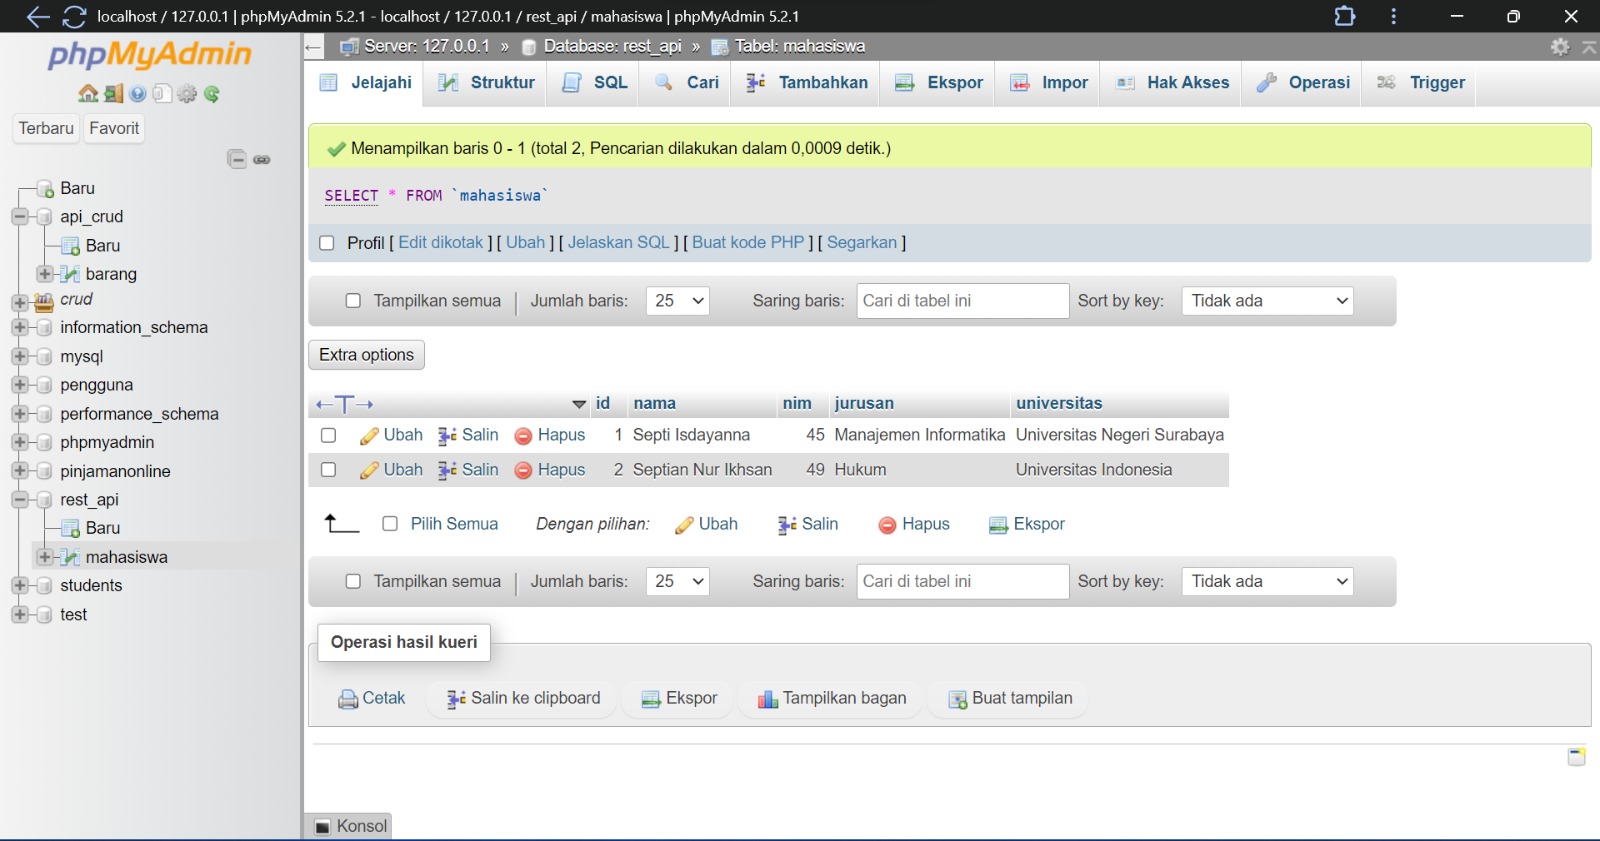 localhost / 127.0.0.1 | phpMyAdmin 5.2.1 - localhost / 127.0.0.1 / rest_api / mahasiswa | phpMyAdmin 5.2.1
phpMyAdmin
Terbaru Favorit
Baru
api_crud
Baru
barang
crud
information_schema
mysql
pengguna
performance_schema
phpmyadmin
pinjamanonline
rest_api
Baru
mahasiswa
students
test
Server: 127.0.0.1 » Database: rest_api » Tabel: mahasiswa
Jelajahi Struktur SQL Cari Tambahkan Ekspor Impor Hak Akses Operasi Trigger
Menampilkan baris 0 - 1 (total 2, Pencarian dilakukan dalam 0,0009 detik.)
SELECT * FROM `mahasiswa`
Profil [ Edit dikotak ] [ Ubah ] [ Jelaskan SQL ] [ Buat kode PHP ] [ Segarkan ]
Tampilkan semua | Jumlah baris: 25 Saring baris: Cari di tabel ini Sort by key: Tidak ada
Extra options
←T→ id nama nim jurusan universitas
Ubah Salin Hapus 1 Septi Isdayanna 45 Manajemen Informatika Universitas Negeri Surabaya
Ubah Salin Hapus 2 Septian Nur Ikhsan 49 Hukum Universitas Indonesia
Pilih Semua Dengan pilihan: Ubah Salin Hapus Ekspor
Tampilkan semua | Jumlah baris: 25 Saring baris: Cari di tabel ini Sort by key: Tidak ada
Operasi hasil kueri
Cetak Salin ke clipboard Ekspor Tampilkan bagan Buat tampilan
Konsol